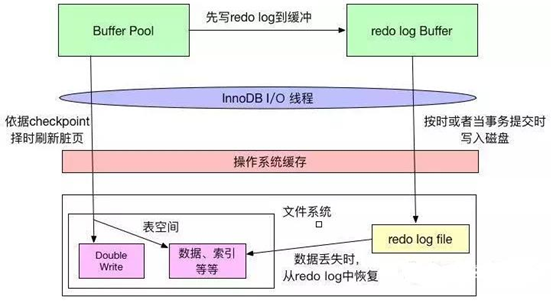 Buffer Pool
先写redo log到缓冲
redo log Buffer
InnoDB I/O 线程
依据checkpoint
择时刷新脏页
按时或者当事务提交时
写入磁盘
操作系统缓存
表空间
文件系统
Double
Write
数据、索引
等等
redo log file
数据丢失时，
从redo log中恢复